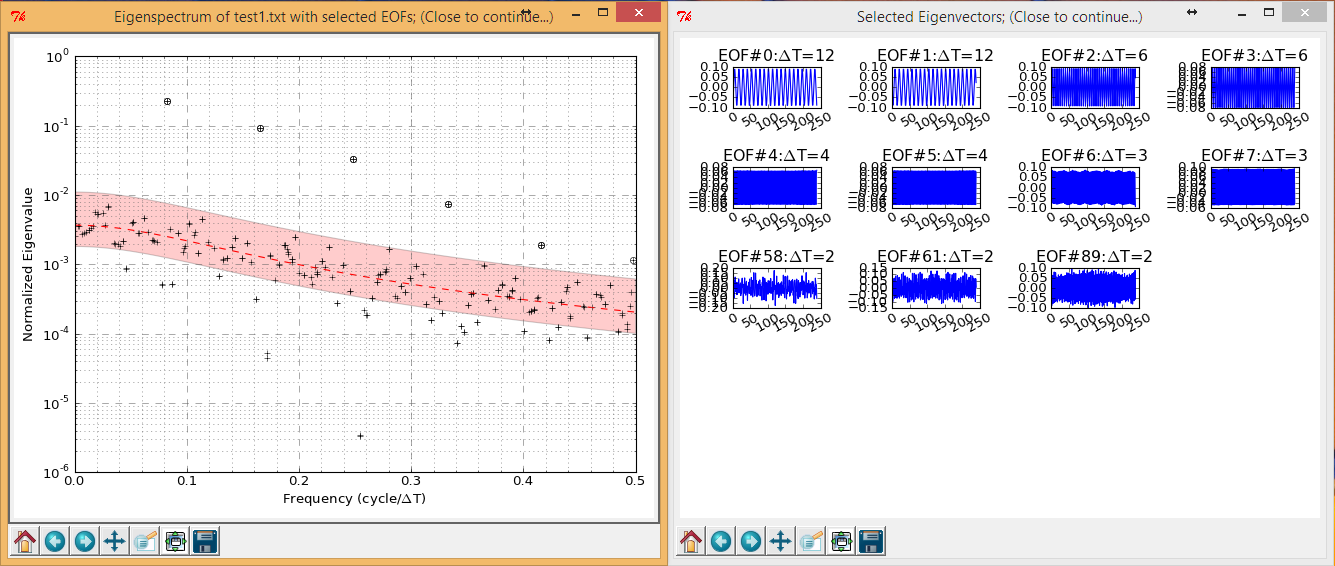 Eigenspectrum of test1.txt with selected EOFs; (Close to continue...)
10^0
10^-1
10^-2
10^-3
10^-4
10^-5
10^-6
Normalized Eigenvalue
0.0 0.1 0.2 0.3 0.4 0.5
Frequency (cycle/ΔT)
Selected Eigenvectors; (Close to continue...)
EOF#0:ΔT=12 EOF#1:ΔT=12 EOF#2:ΔT=6 EOF#3:ΔT=6
0.10 0.10 0.10 0.08
0.05 0.05 0.05
0.00 0.00 0.00 0.00
−0.05 −0.05 −0.05
−0.10 −0.10 −0.10 −0.08
0 50 100 150 200 250 0 50 100 150 200 250 0 50 100 150 200 250 0 50 100 150 200 250
EOF#4:ΔT=4 EOF#5:ΔT=4 EOF#6:ΔT=3 EOF#7:ΔT=3
0.08 0.08 0.10 0.10
0.05
0.00 0.00 0.00
−0.05
−0.08 −0.08 −0.10 −0.06
0 50 100 150 200 250 0 50 100 150 200 250 0 50 100 150 200 250 0 50 100 150 200 250
EOF#58:ΔT=2 EOF#61:ΔT=2 EOF#89:ΔT=2
0.20 0.15 0.10
0.05
0.00 0.00 0.00
−0.05
−0.20 −0.15 −0.10
0 50 100 150 200 250 0 50 100 150 200 250 0 50 100 150 200 250